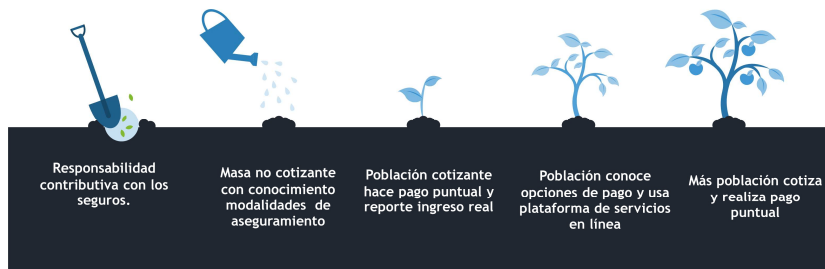 Responsabilidad
contributiva con los
seguros.
Masa no cotizante
con conocimiento
modalidades de
aseguramiento
Población cotizante
hace pago puntual y
reporte ingreso real
Población conoce
opciones de pago y usa
plataforma de servicios
en línea
Más población cotiza
y realiza pago
puntual